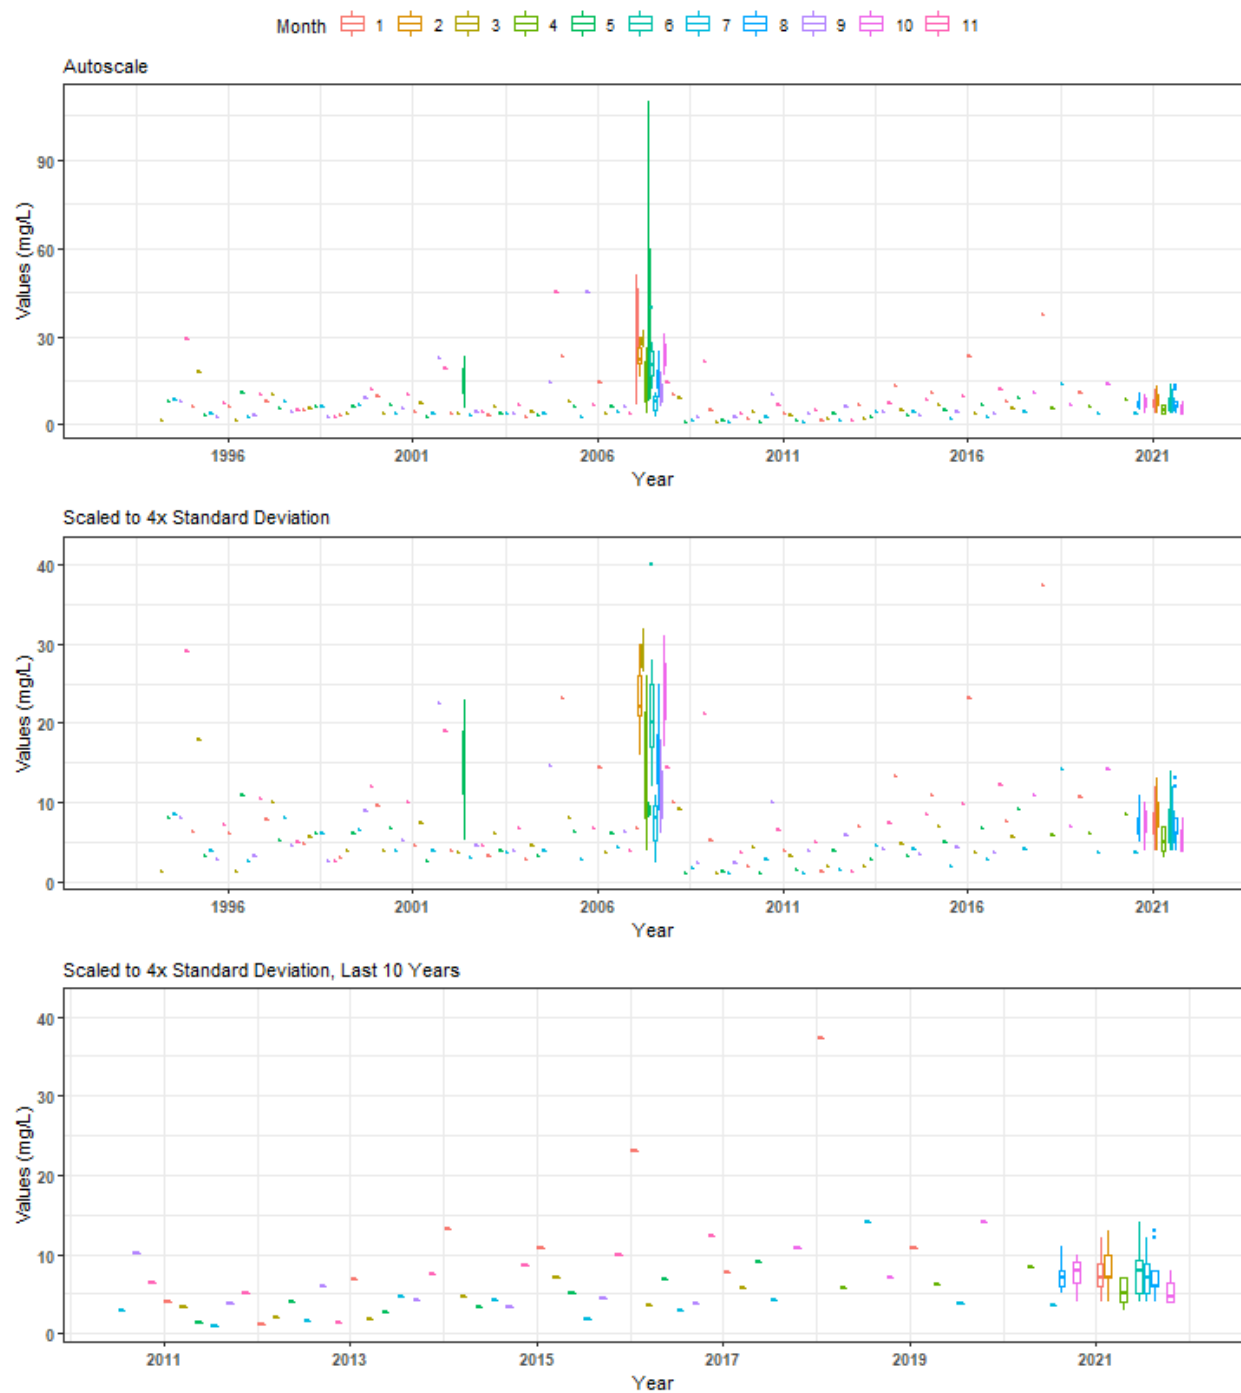 Month 1 2 3 4 5 6 7 8 9 10 11
Autoscale
90
60
30
0
Values (mg/L)
1996 2001 2006 2011 2016 2021
Year
Scaled to 4x Standard Deviation
40
30
20
10
0
Values (mg/L)
1996 2001 2006 2011 2016 2021
Year
Scaled to 4x Standard Deviation, Last 10 Years
40
30
20
10
0
Values (mg/L)
2011 2013 2015 2017 2019 2021
Year